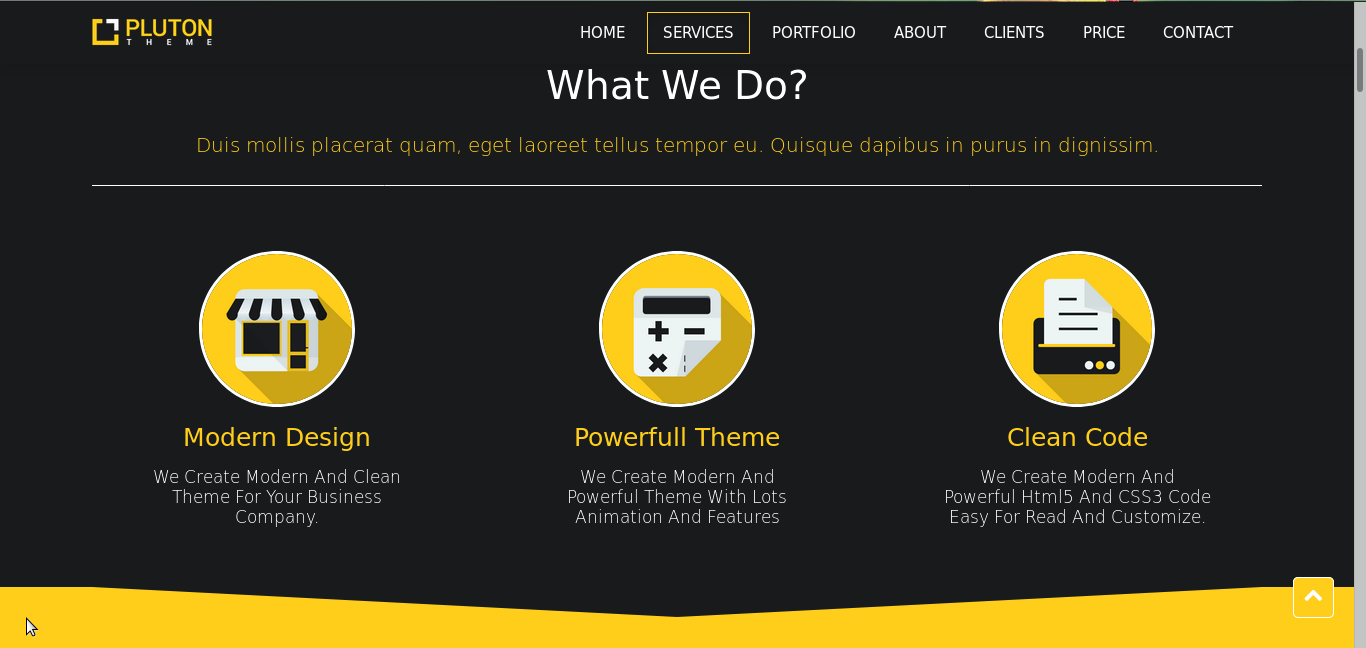 PLUTON
THEME
HOME SERVICES PORTFOLIO ABOUT CLIENTS PRICE CONTACT
What We Do?
Duis mollis placerat quam, eget laoreet tellus tempor eu. Quisque dapibus in purus in dignissim.
Modern Design
We Create Modern And Clean
Theme For Your Business
Company.
Powerfull Theme
We Create Modern And
Powerful Theme With Lots
Animation And Features
Clean Code
We Create Modern And
Powerful Html5 And CSS3 Code
Easy For Read And Customize.